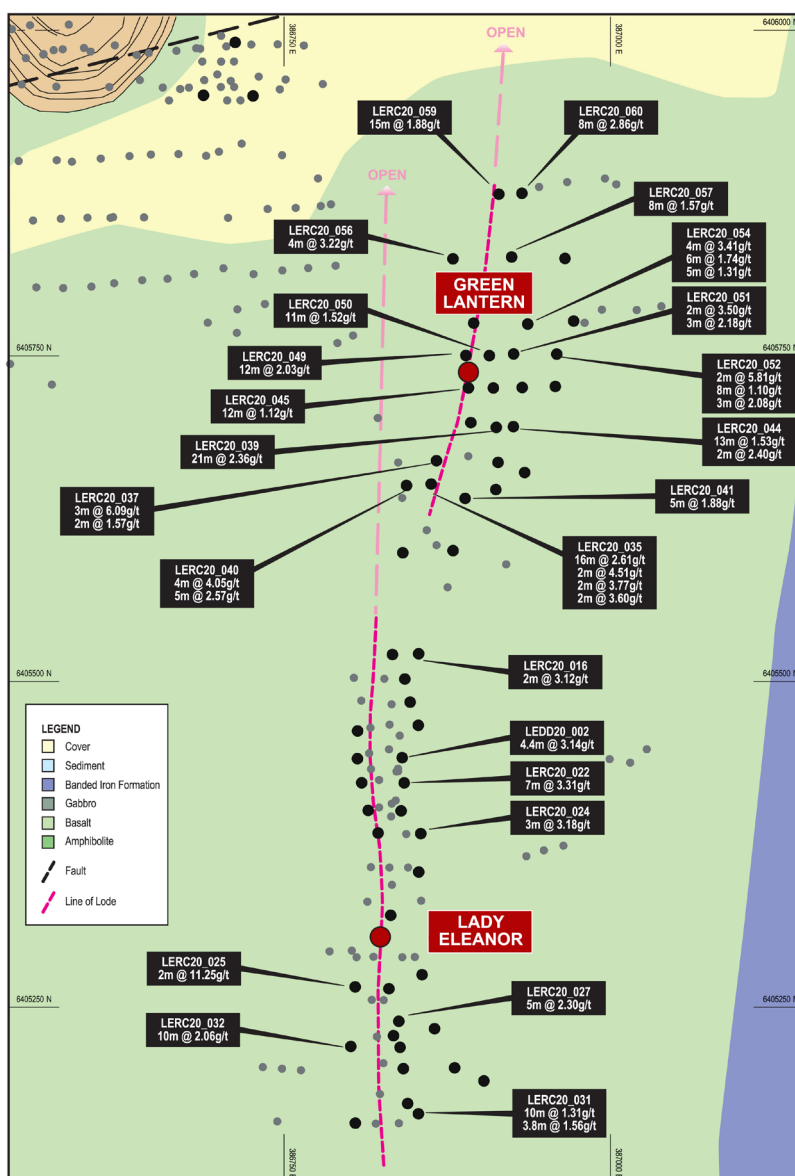 6406000 N
386750 E
387000 E
OPEN
LERC20_059
15m @ 1.88g/t
LERC20_060
8m @ 2.86g/t
OPEN
LERC20_057
8m @ 1.57g/t
LERC20_056
4m @ 3.22g/t
LERC20_054
4m @ 3.41g/t
6m @ 1.74g/t
5m @ 1.31g/t
GREEN
LANTERN
LERC20_050
11m @ 1.52g/t
LERC20_051
2m @ 3.50g/t
3m @ 2.18g/t
6405750 N
6405750 N
LERC20_049
12m @ 2.03g/t
LERC20_052
2m @ 5.81g/t
8m @ 1.10g/t
3m @ 2.08g/t
LERC20_045
12m @ 1.12g/t
LERC20_044
13m @ 1.53g/t
2m @ 2.40g/t
LERC20_039
21m @ 2.36g/t
LERC20_037
3m @ 6.09g/t
2m @ 1.57g/t
LERC20_041
5m @ 1.88g/t
LERC20_035
16m @ 2.61g/t
2m @ 4.51g/t
2m @ 3.77g/t
2m @ 3.60g/t
LERC20_040
4m @ 4.05g/t
5m @ 2.57g/t
LERC20_016
2m @ 3.12g/t
6405500 N
6405500 N
LEGEND
Cover
Sediment
Banded Iron Formation
Gabbro
Basalt
Amphibolite
Fault
Line of Lode
LEDD20_002
4.4m @ 3.14g/t
LERC20_022
7m @ 3.31g/t
LERC20_024
3m @ 3.18g/t
LADY
ELEANOR
LERC20_025
2m @ 11.25g/t
LERC20_027
5m @ 2.30g/t
6405250 N
6405250 N
LERC20_032
10m @ 2.06g/t
LERC20_031
10m @ 1.31g/t
3.8m @ 1.56g/t
386750 E
387000 E